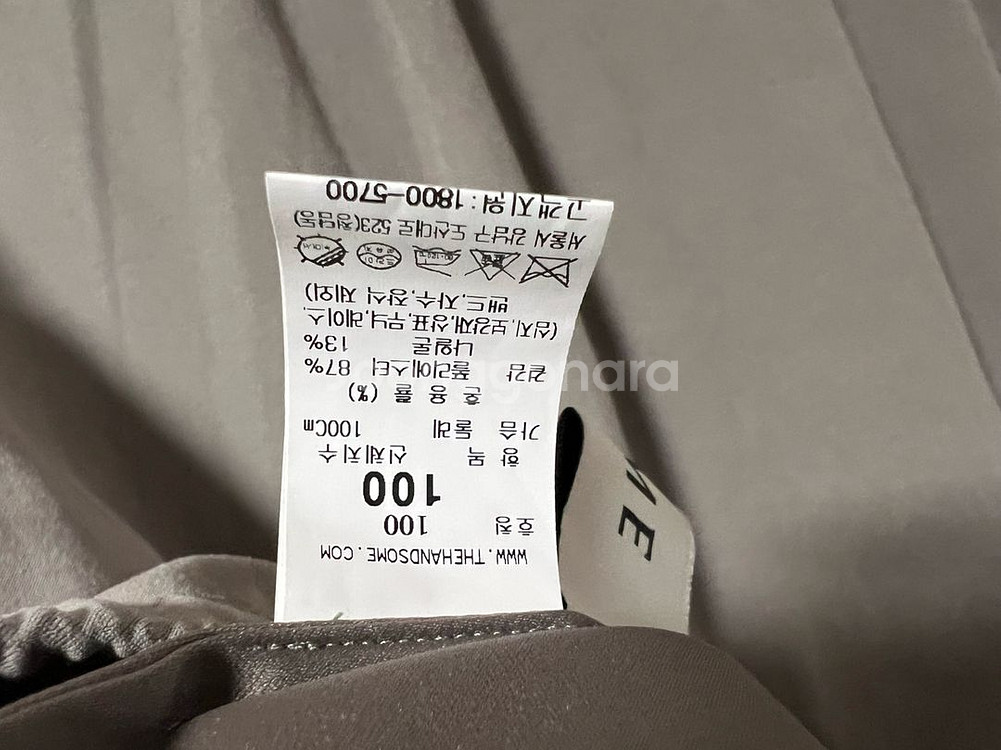 WWW.THEHANDSOME.COM
호칭 100
100
항 목 신체치수
가슴 둘레 100Cm
혼 용 률 (%)
겉감 폴리에스터 87%
나일론 13%
(심지,보강재,상표,무늬,레이스,
밴드,자수,장식 제외)
서울시 강남구 도산대로 523(청담동)
고객지원:1800-5700
ME